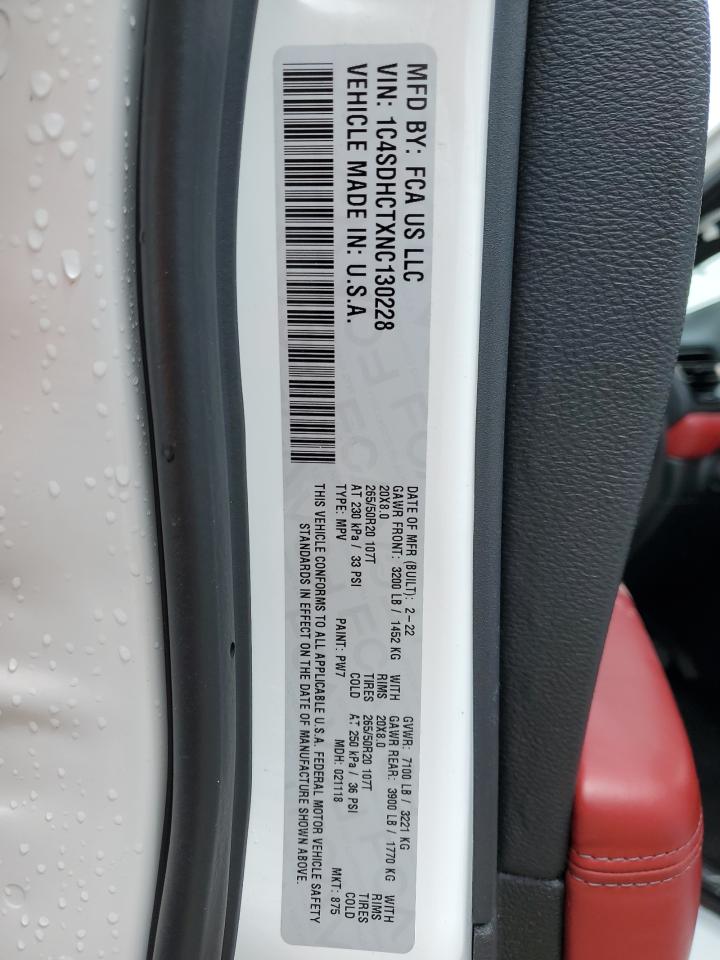 MFD BY: FCA US LLC
VIN: 1C4SDHCTXNC130228
VEHICLE MADE IN: U.S.A.
DATE OF MFR (BUILT): 2-22 GVWR: 7100 LB / 3221 KG
GAWR FRONT: 3200 LB / 1452 KG WITH GAWR REAR: 3900 LB / 1770 KG WITH
20X8.0 RIMS 20X8.0 RIMS
265/50R20 107T TIRES 265/50R20 107T TIRES
AT 230 kPa / 33 PSI COLD AT 250 kPa / 36 PSI COLD
TYPE: MPV PAINT: PW7 MDH: 021118 MKT: 875
THIS VEHICLE CONFORMS TO ALL APPLICABLE U.S.A. FEDERAL MOTOR VEHICLE SAFETY
STANDARDS IN EFFECT ON THE DATE OF MANUFACTURE SHOWN ABOVE.